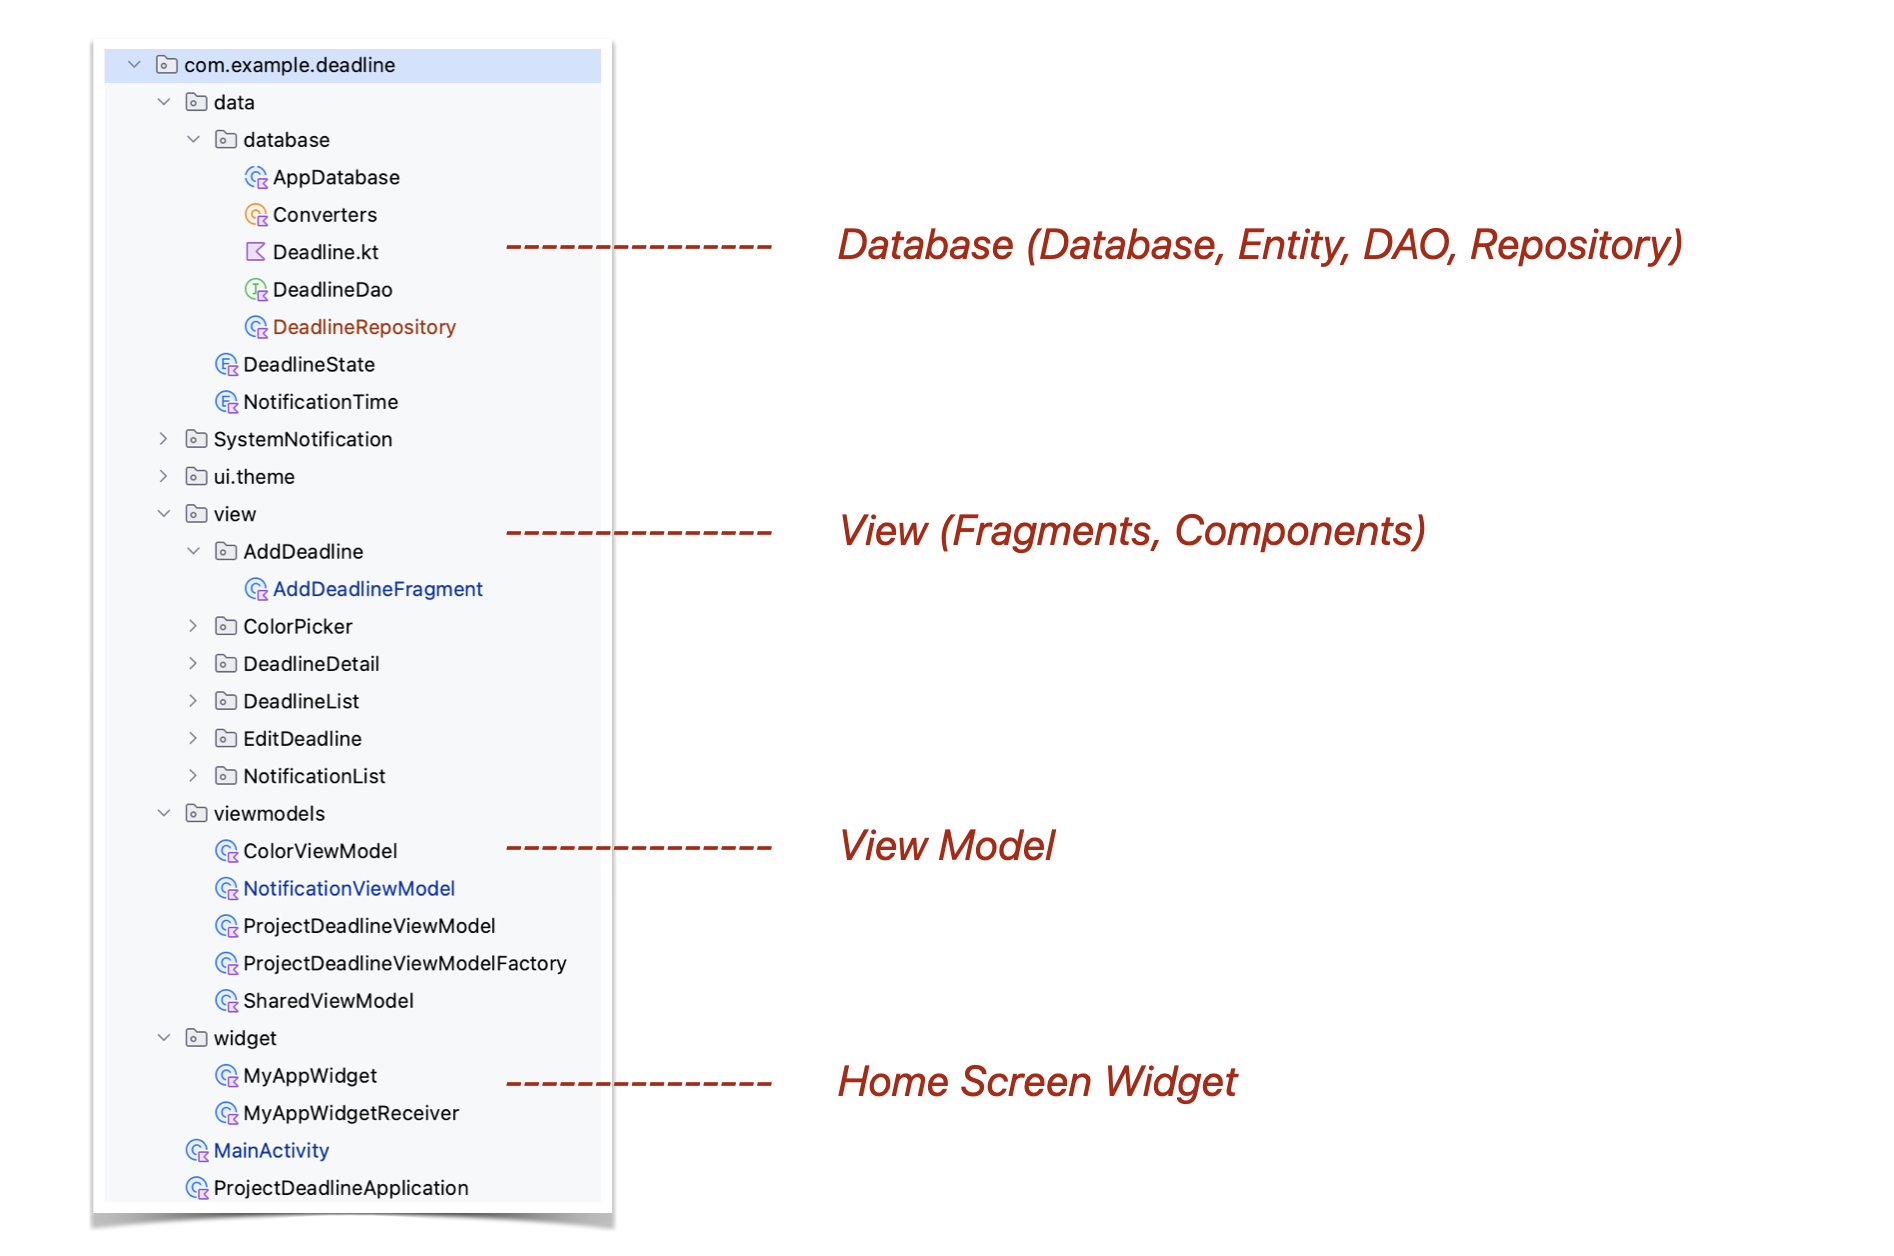 com.example.deadline
data
database
AppDatabase
Converters
Deadline.kt
DeadlineDao
DeadlineRepository
DeadlineState
NotificationTime
SystemNotification
ui.theme
view
AddDeadline
AddDeadlineFragment
ColorPicker
DeadlineDetail
DeadlineList
EditDeadline
NotificationList
viewmodels
ColorViewModel
NotificationViewModel
ProjectDeadlineViewModel
ProjectDeadlineViewModelFactory
SharedViewModel
widget
MyAppWidget
MyAppWidgetReceiver
MainActivity
ProjectDeadlineApplication
Database (Database, Entity, DAO, Repository)
View (Fragments, Components)
View Model
Home Screen Widget